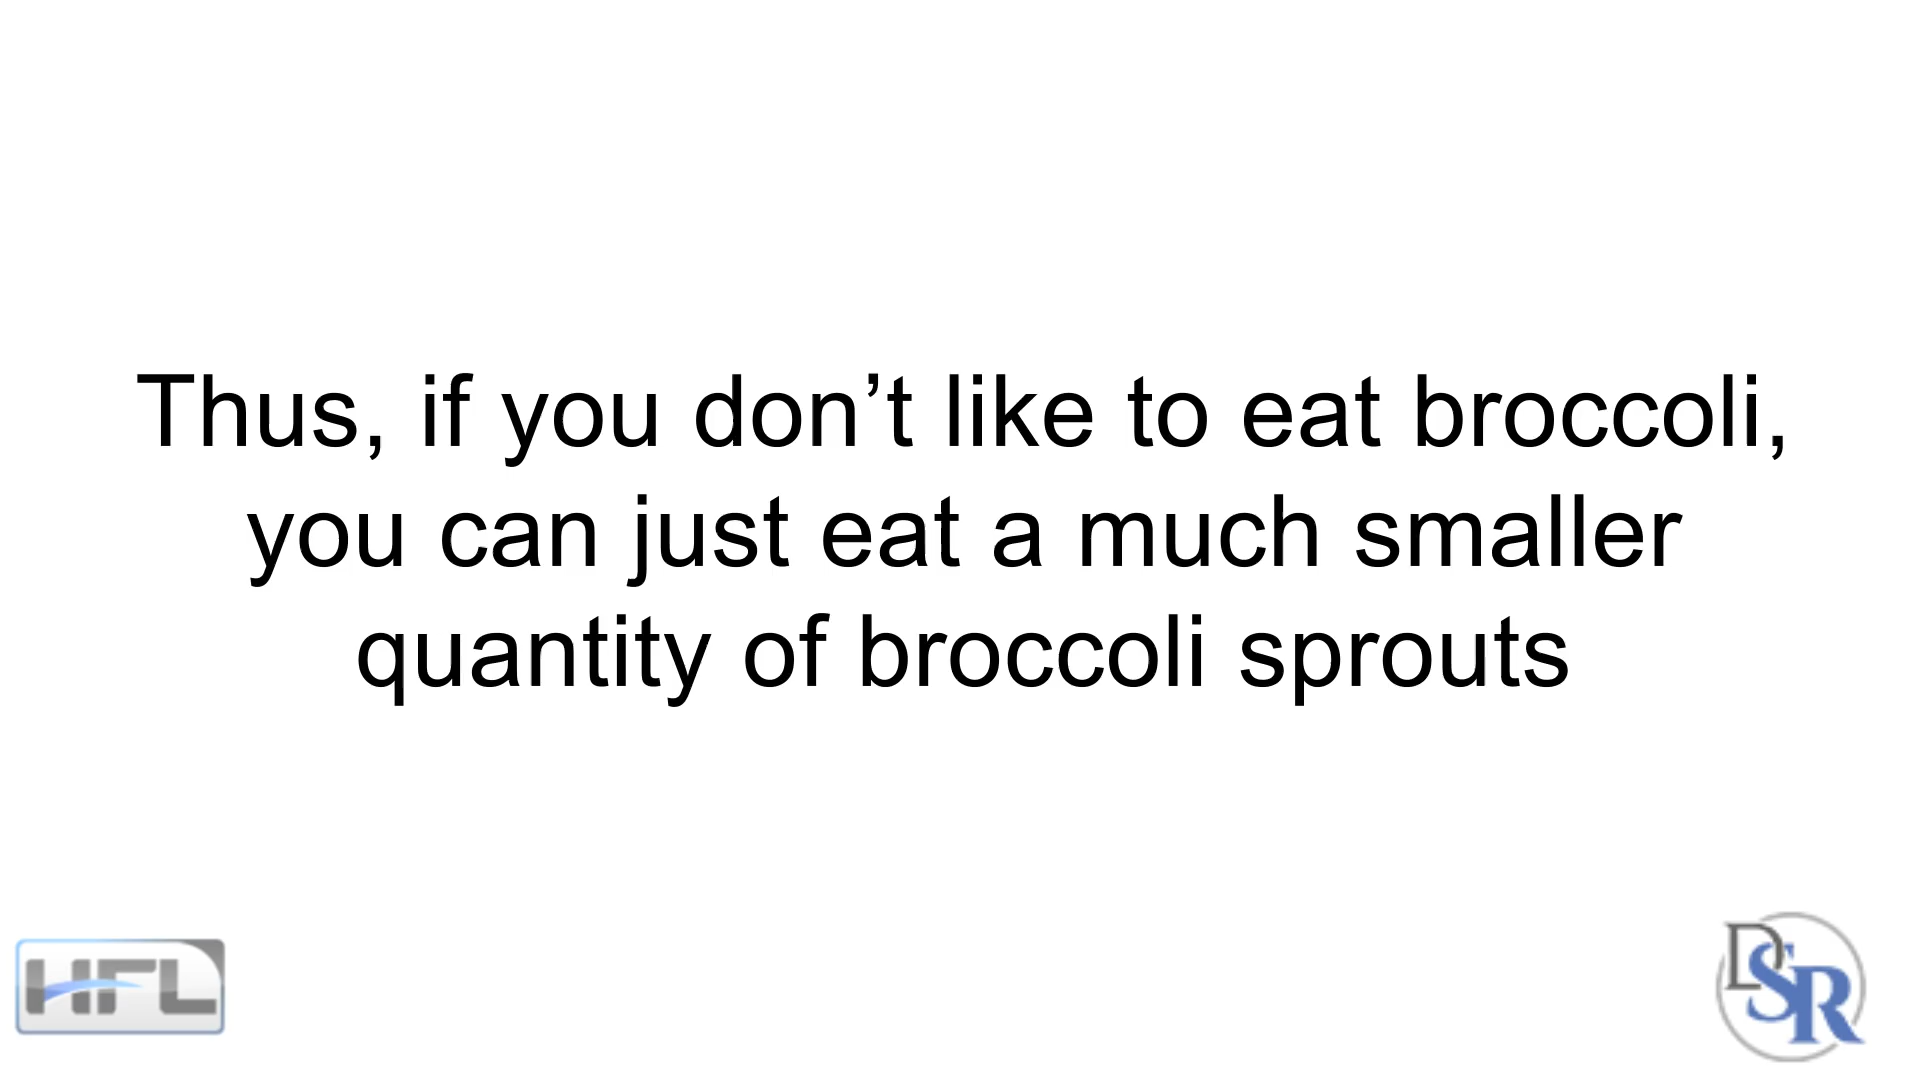 Thus, if you don’t like to eat broccoli,
you can just eat a much smaller
quantity of broccoli sprouts
HFL
DSR